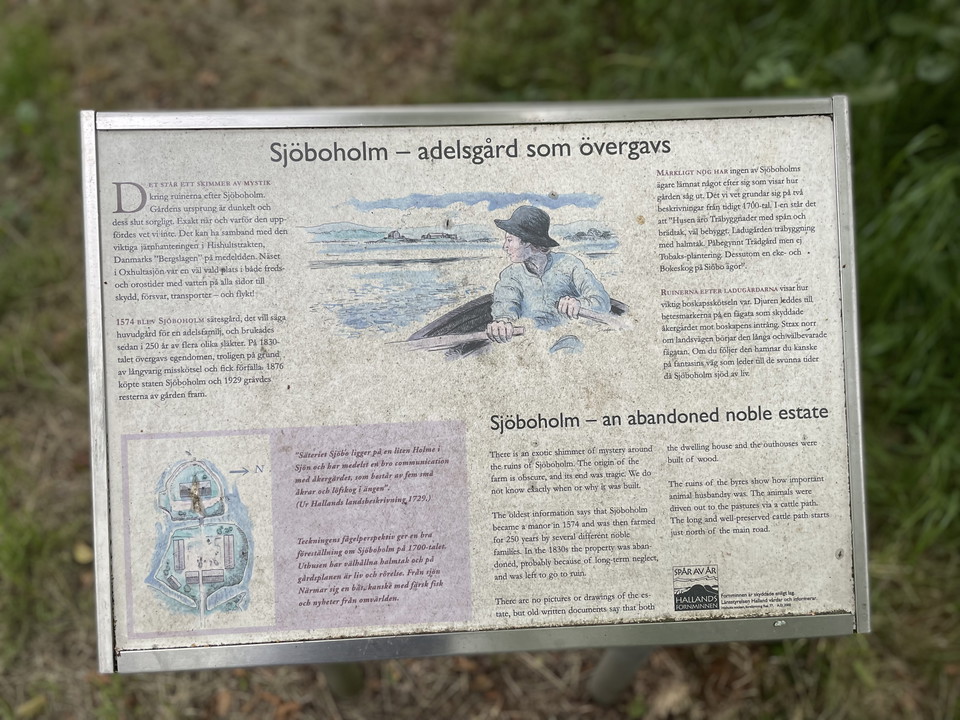 Sjöboholm – adelsgård som övergavs
DET STÅR ETT SKIMMER AV MYSTIK
kring ruinerna efter Sjöboholm.
Gårdens ursprung är dunkelt och
dess slut sorgligt. Exakt när och varför den upp-
fördes vet vi inte. Det kan ha samband med den
viktiga järnhanteringen i Hishultstrakten,
Danmarks "Bergslagen" på medeltiden. Näset
i Oxhultasjön var en väl vald plats i både freds-
och orostider med vatten på alla sidor till
skydd, försvar, transporter – och flykt!
1574 BLEV SJÖBOHOLM sätesgård, det vill säga
huvudgård för en adelsfamilj, och brukades
sedan i 250 år av flera olika släkter. På 1830-
talet övergavs egendomen, troligen på grund
av långvarig misskötsel och fick förfalla. 1876
köpte staten Sjöboholm och 1929 grävdes
resterna av gården fram.
MÄRKLIGT NOG HAR ingen av Sjöboholms
ägare lämnat något efter sig som visar hur
gården såg ut. Det vi vet grundar sig på två
beskrivningar från tidigt 1700-tal. I en står det
att "Husen äro Träbyggnader med spån och
brädtak, väl bebyggt. Ladugården träbyggning
med halmtak. Påbegynt Trädgård men ej
Tobaks-plantering. Dessutom en eke- och
Bokeskog på Sjöbo ägor".
RUINERNA EFTER LADUGÅRDARNA visar hur
viktig boskapsskötseln var. Djuren leddes till
betesmarkerna på en fägata som skyddade
åkergärdet mot boskapens intrång. Strax norr
om landsvägen börjar den långa och välbevarade
fägatan. Om du följer den hamnar du kanske
på fantasins väg som leder till de svunna tider
då Sjöboholm sjöd av liv.
N
"Säteriet Sjöbo ligger på en liten Holme i
Sjön och har medelst en bro communication
med åkergärdet, som består av fem små
åkrar och löfskog i ängen".
(Ur Hallands landsbeskrivning 1729.)
Teckningens fågelperspektiv ger en bra
föreställning om Sjöboholm på 1700-talet.
Uthusen har välhållna halmtak och på
gårdsplanen är liv och rörelse. Från sjön
Närmar sig en båt, kanske med färsk fisk
och nyheter från omvärlden.
Sjöboholm – an abandoned noble estate
There is an exotic shimmer of mystery around
the ruins of Sjöboholm. The origin of the
farm is obscure, and its end was tragic. We do
not know exactly when or why it was built.
The oldest information says that Sjöboholm
became a manor in 1574 and was then farmed
for 250 years by several different noble
families. In the 1830s the property was aban-
doned, probably because of long-term neglect,
and was left to go to ruin.
There are no pictures or drawings of the es-
tate, but old written documents say that both
the dwelling house and the outhouses were
built of wood.
The ruins of the byres show how important
animal husbandry was. The animals were
driven out to the pastures via a cattle path.
The long and well-preserved cattle path starts
just north of the main road.
SPÅR AV ÅR
HALLANDS
FORNMINNEN
Fornminnen är skyddade enligt lag.
Länsstyrelsen Halland vårdar och informerar.